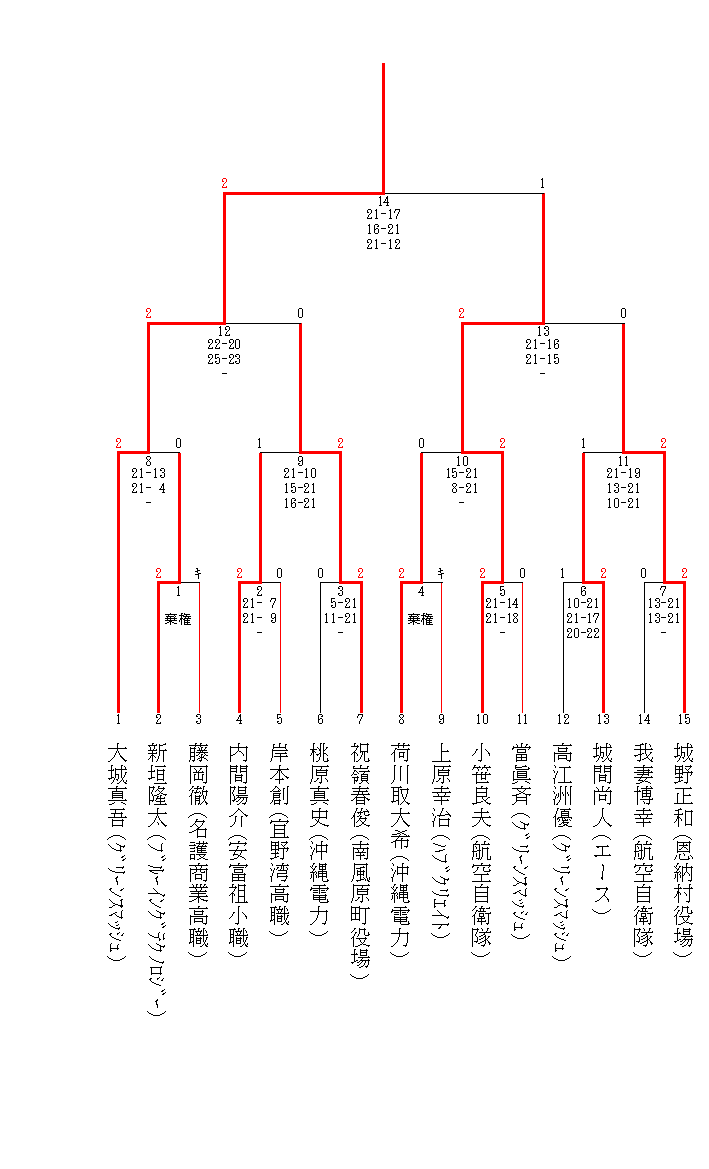 2 1
14
21-17
16-21
21-12
2 0 2 0
12 13
22-20 21-16
25-23 21-15
- -
2 0 1 2 0 2 1 2
8 9 10 11
21-13 21-10 15-21 21-19
21- 4 15-21 8-21 13-21
- 16-21 - 10-21
2 キ 2 0 0 2 2 キ 2 0 1 2 0 2
1 2 3 4 5 6 7
棄権 21- 7 5-21 棄権 21-14 10-21 13-21
21- 9 11-21 21-18 21-17 13-21
- - - 20-22 -
1 2 3 4 5 6 7 8 9 10 11 12 13 14 15
大城真吾(グリーンスマッシュ)
新垣隆太(ブルーイングテクノロジー)
藤岡徹(名護商業高職)
内間陽介(安富祖小職)
岸本創(宜野湾高職)
桃原真史(沖縄電力)
祝嶺春俊(南風原町役場)
荷川取大希(沖縄電力)
上原幸治(ハブクリエイト)
小笹良夫(航空自衛隊)
當眞斉(グリーンスマッシュ)
高江洲優(グリーンスマッシュ)
城間尚人(エース)
我妻博幸(航空自衛隊)
城野正和(恩納村役場)